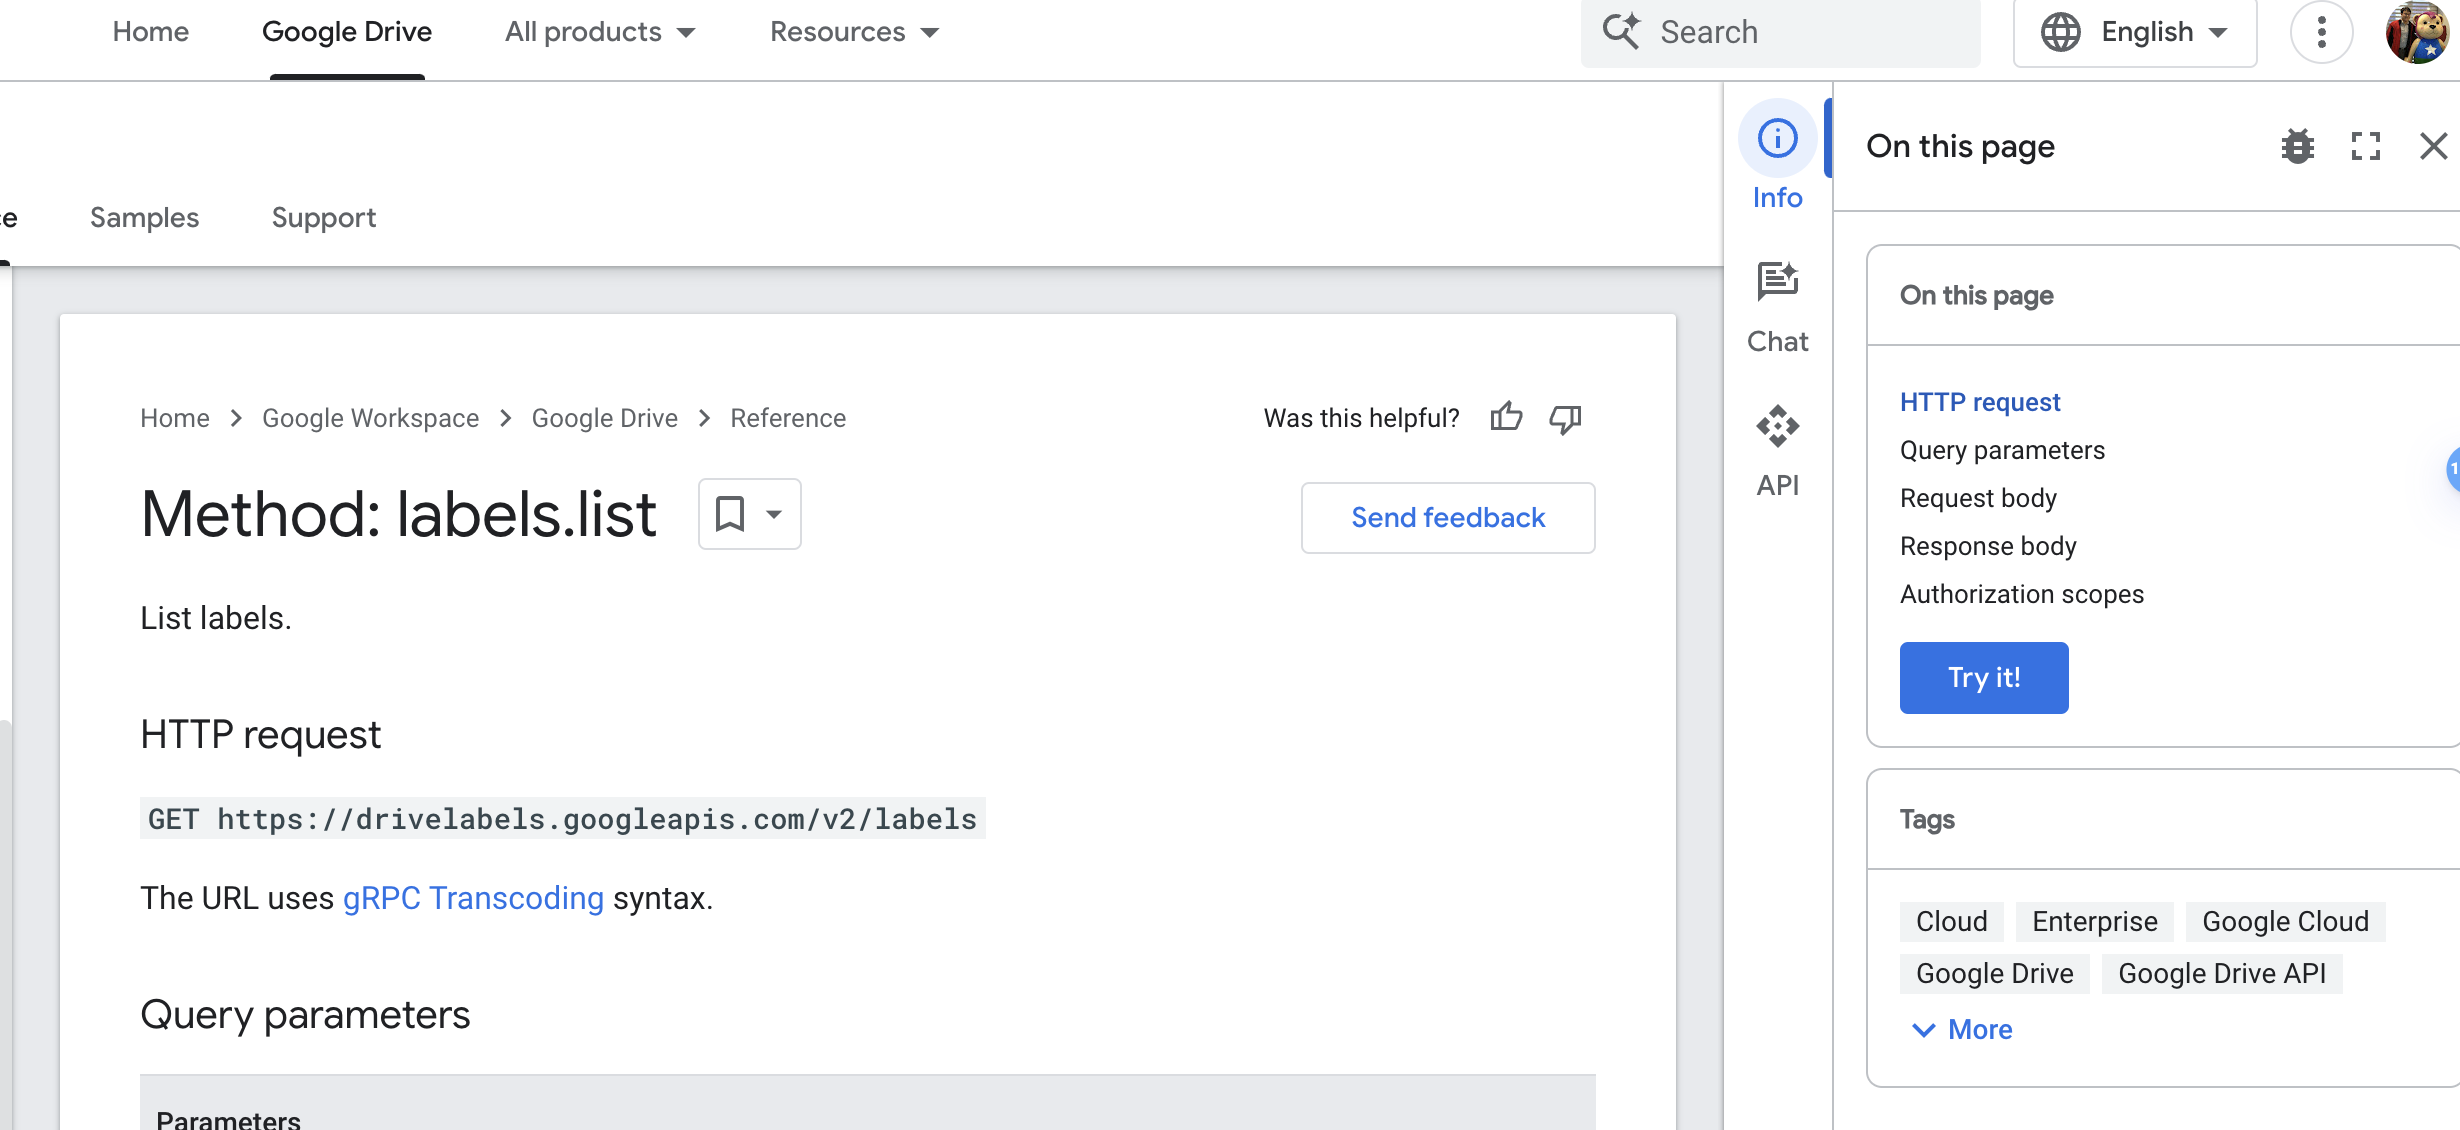 Home Google Drive All products Resources Search English
Info
On this page
Samples Support
Chat
API
On this page
HTTP request
Query parameters
Request body
Response body
Authorization scopes
Try it!
Tags
Cloud Enterprise Google Cloud
Google Drive Google Drive API
More
Home > Google Workspace > Google Drive > Reference
Was this helpful?
Method: labels.list
Send feedback
List labels.
HTTP request
GET https://drivelabels.googleapis.com/v2/labels
The URL uses gRPC Transcoding syntax.
Query parameters
Parameters